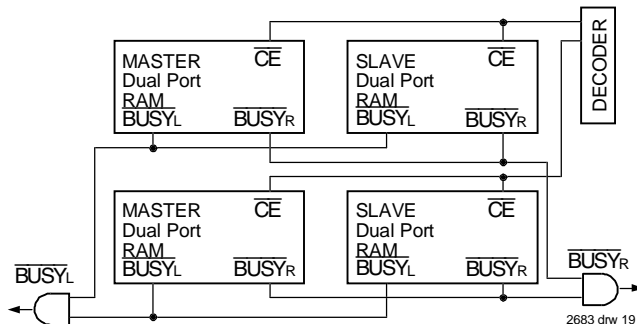 MASTER
Dual Port
RAM
BUSYL
BUSYR
CE
SLAVE
Dual Port
RAM
BUSYL
BUSYR
CE
DECODER
MASTER
Dual Port
RAM
BUSYL
BUSYR
CE
SLAVE
Dual Port
RAM
BUSYL
BUSYR
CE
BUSYL
BUSYR
2683 drw 19